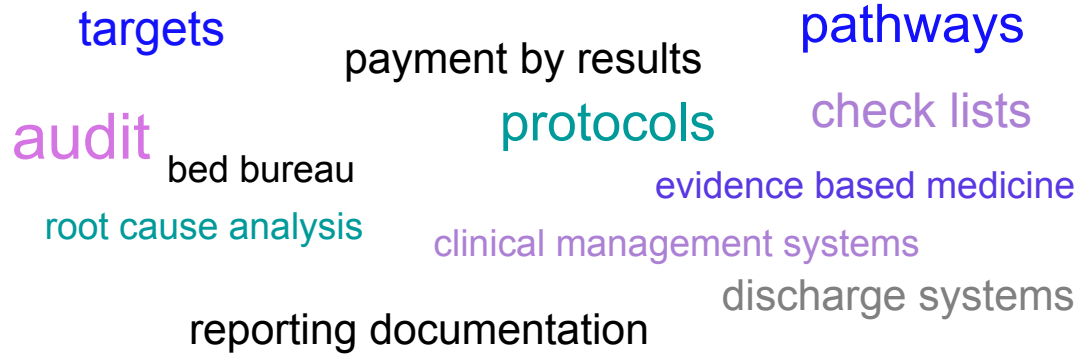 targets
pathways
payment by results
check lists
protocols
audit
bed bureau
evidence based medicine
root cause analysis
clinical management systems
discharge systems
reporting documentation